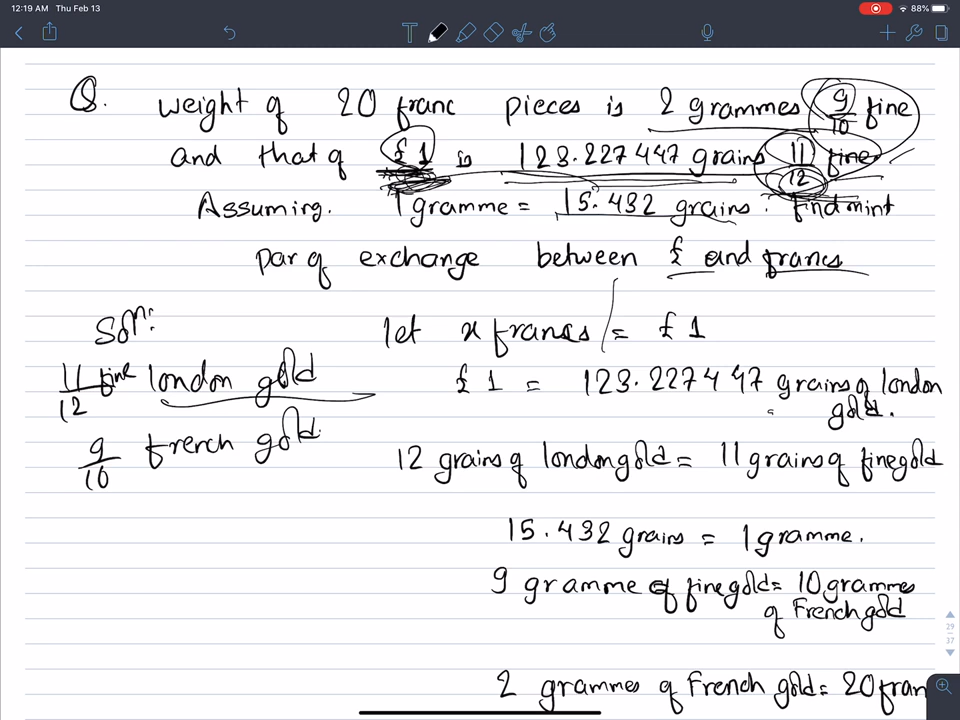 12:19 AM Thu Feb 13 88%
Q. weight of 20 franc pieces is 2 grammes 9/10 fine
and that of £1 is 123.227447 grains 11/12 fine
Assuming. 1 gramme = 15.432 grains. find mint
par of exchange between £ and francs
Soln: let x francs = £1
11/12 fine london gold £1 = 123.227447 grains of london gold.
9/10 french gold 12 grains of london gold = 11 grains of fine gold
15.432 grains = 1 gramme.
9 gramme of fine gold = 10 grammes
of French gold
29
37
2 grammes of French gold = 20 fran